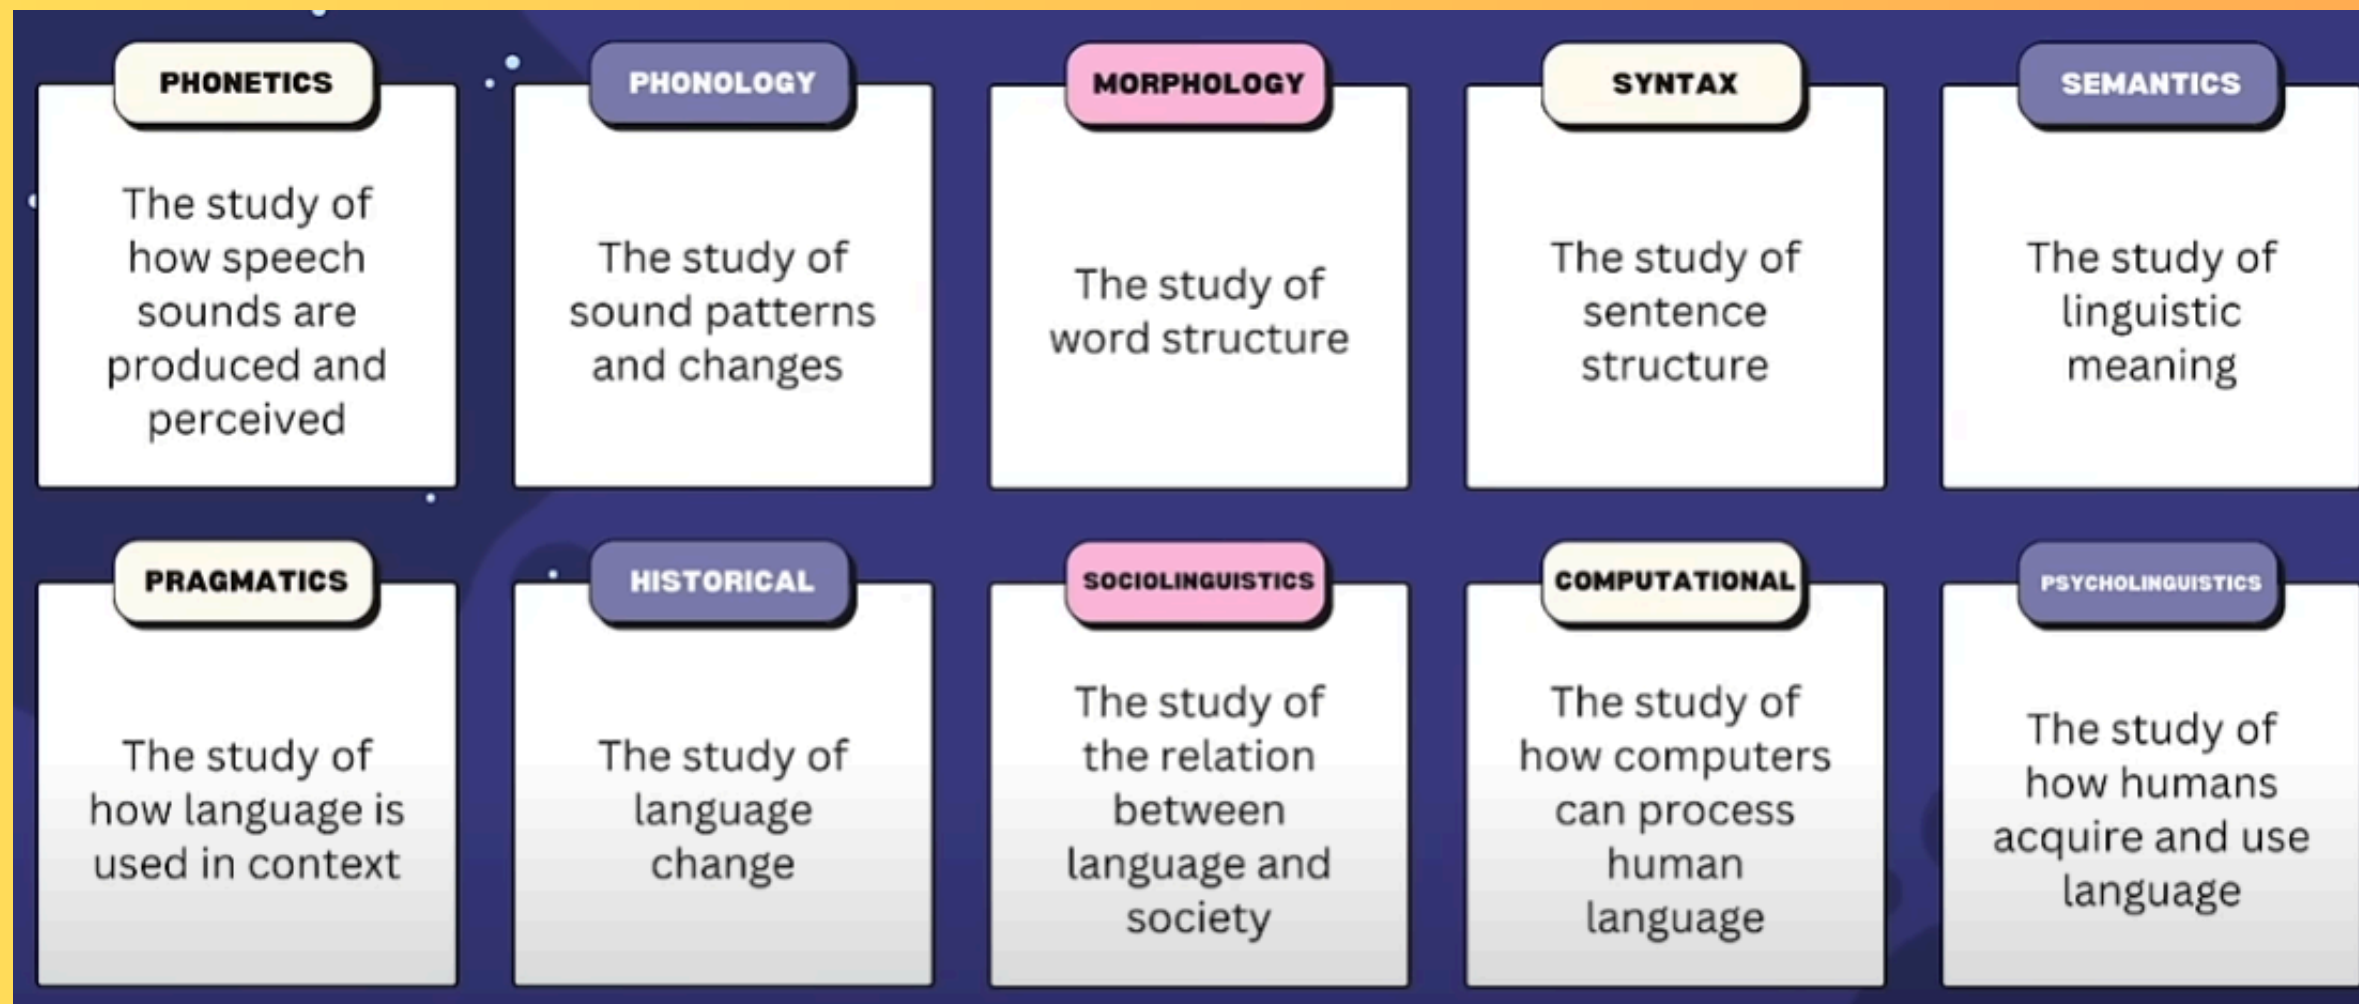 PHONETICS
The study of
how speech
sounds are
produced and
perceived
PHONOLOGY
The study of
sound patterns
and changes
MORPHOLOGY
The study of
word structure
SYNTAX
The study of
sentence
structure
SEMANTICS
The study of
linguistic
meaning
PRAGMATICS
The study of
how language is
used in context
HISTORICAL
The study of
language
change
SOCIOLINGUISTICS
The study of
the relation
between
language and
society
COMPUTATIONAL
The study of
how computers
can process
human
language
PSYCHOLINGUISTICS
The study of
how humans
acquire and use
language